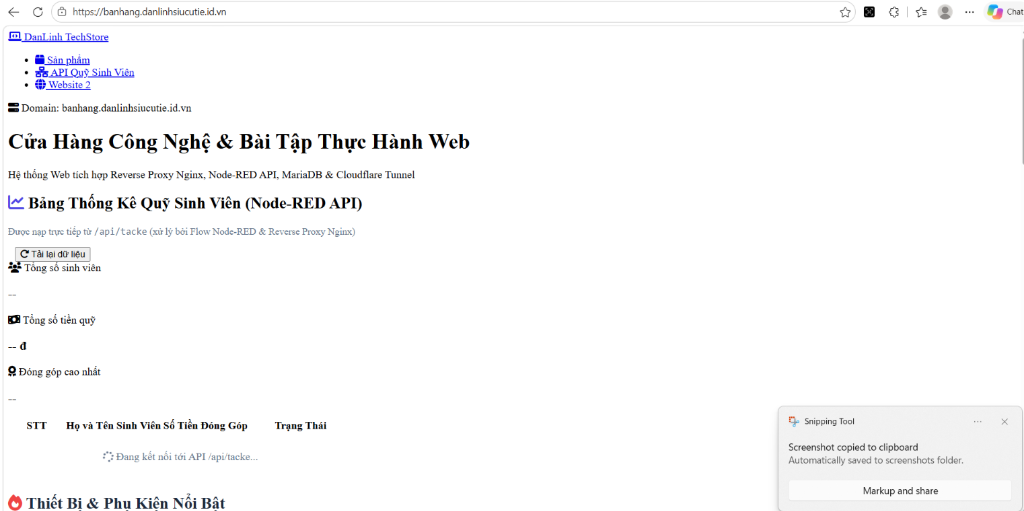 https://banhang.danlinhsiucutie.id.vn
Chat
DanLinh TechStore
Sản phẩm
API Quỹ Sinh Viên
Website 2
Domain: banhang.danlinhsiucutie.id.vn
Cửa Hàng Công Nghệ & Bài Tập Thực Hành Web
Hệ thống Web tích hợp Reverse Proxy Nginx, Node-RED API, MariaDB & Cloudflare Tunnel
Bảng Thống Kê Quỹ Sinh Viên (Node-RED API)
Được nạp trực tiếp từ /api/tacke (xử lý bởi Flow Node-RED & Reverse Proxy Nginx)
Tải lại dữ liệu
Tổng số sinh viên
--
Tổng số tiền quỹ
-- đ
Đóng góp cao nhất
--
STT Họ và Tên Sinh Viên Số Tiền Đóng Góp Trạng Thái
Đang kết nối tới API /api/tacke...
Thiết Bị & Phụ Kiện Nổi Bật
Snipping Tool
Screenshot copied to clipboard
Automatically saved to screenshots folder.
Markup and share